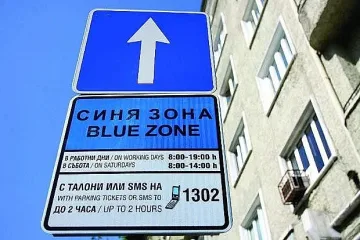 СИНЯ ЗОНА
BLUE ZONE
В РАБОТНИ ДНИ / ON WORKING DAYS 8:00-19:00 h
В СЪБОТА / ON SATURDAYS 8:00-14:00 h
С ТАЛОНИ ИЛИ SMS НА
WITH PARKING TICKETS OR SMS TO 1302
ДО 2 ЧАСА / UP TO 2 HOURS